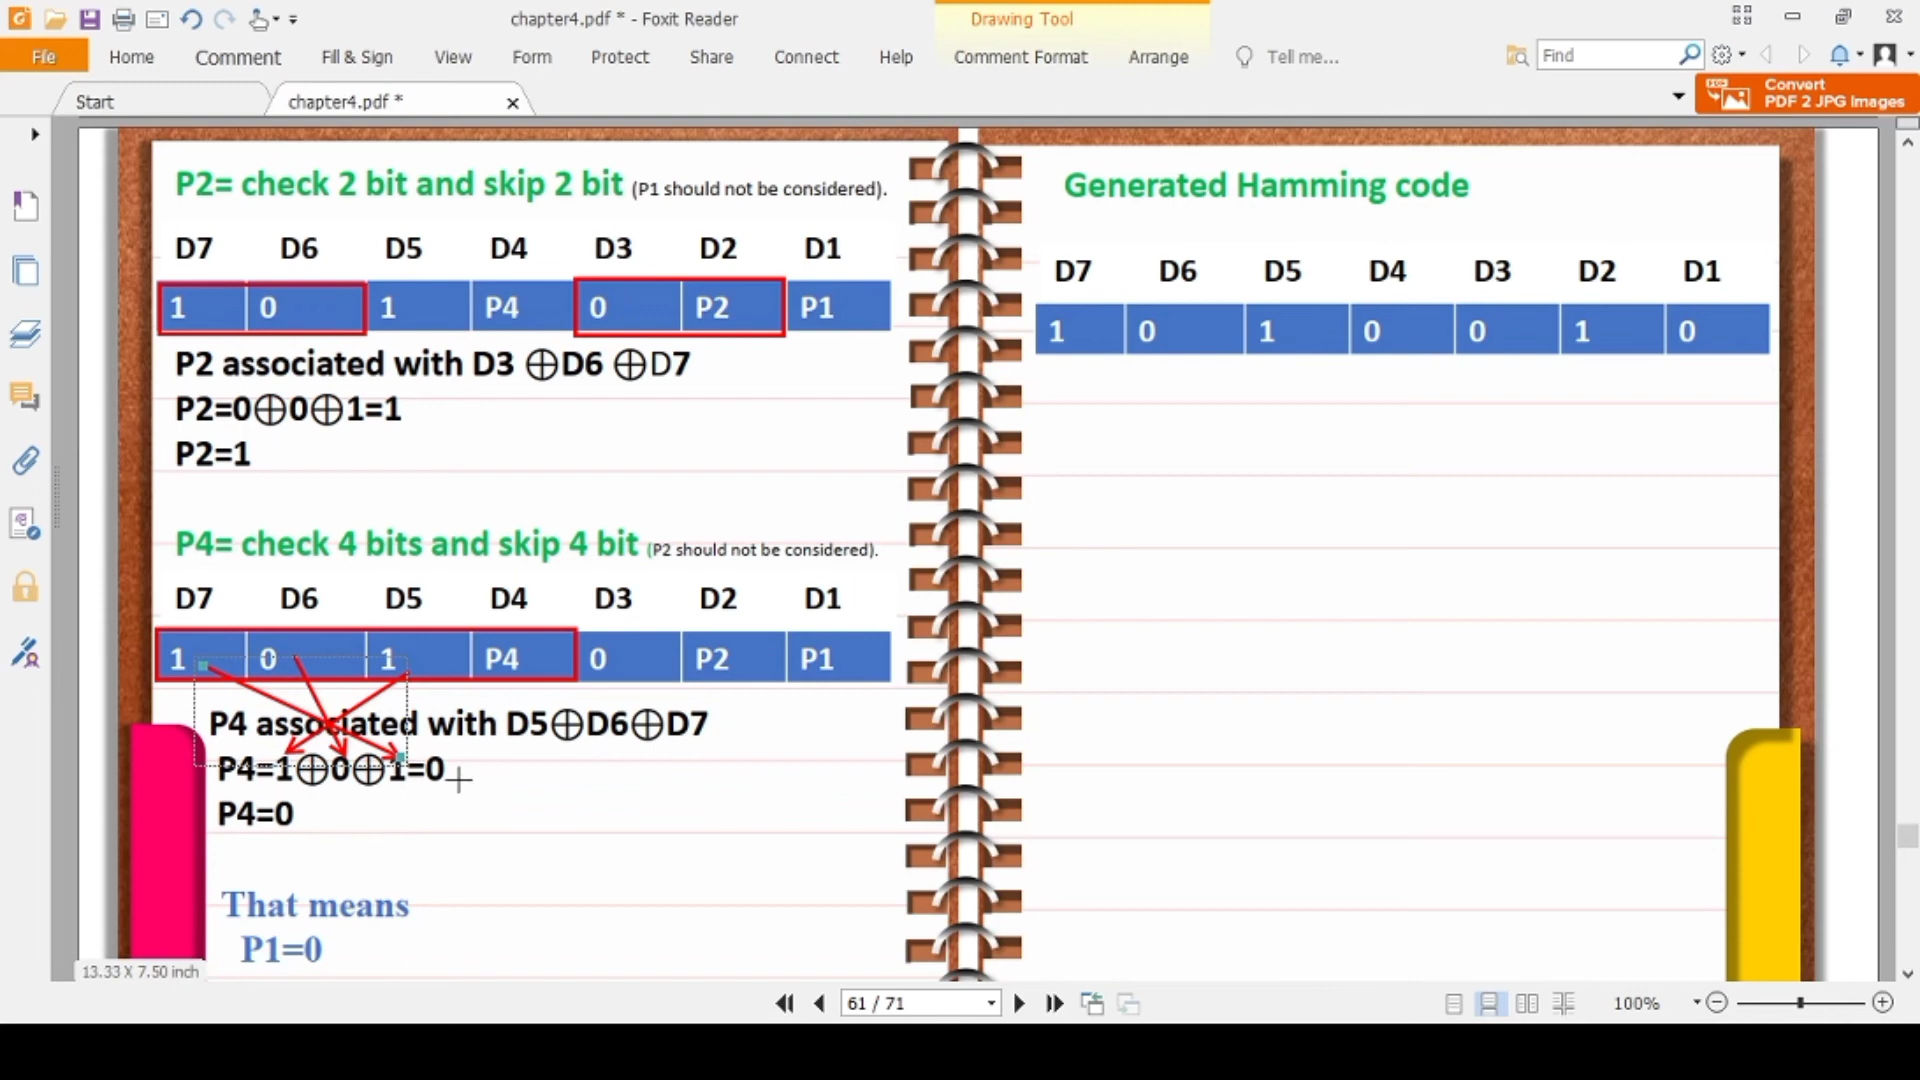 chapter4.pdf * - Foxit Reader
Drawing Tool
File Home Comment Fill & Sign View Form Protect Share Connect Help Comment Format Arrange Tell me... Find
Start chapter4.pdf *
Convert
PDF 2 JPG Images
P2= check 2 bit and skip 2 bit (P1 should not be considered).
D7 D6 D5 D4 D3 D2 D1
1 0 1 P4 0 P2 P1
P2 associated with D3 ⊕D6 ⊕D7
P2=0⊕0⊕1=1
P2=1
P4= check 4 bits and skip 4 bit (P2 should not be considered).
D7 D6 D5 D4 D3 D2 D1
1 0 1 P4 0 P2 P1
P4 associated with D5⊕D6⊕D7
P4=1⊕0⊕1=0
P4=0
That means
P1=0
Generated Hamming code
D7 D6 D5 D4 D3 D2 D1
1 0 1 0 0 1 0
13.33 X 7.50 inch
61 / 71
100%